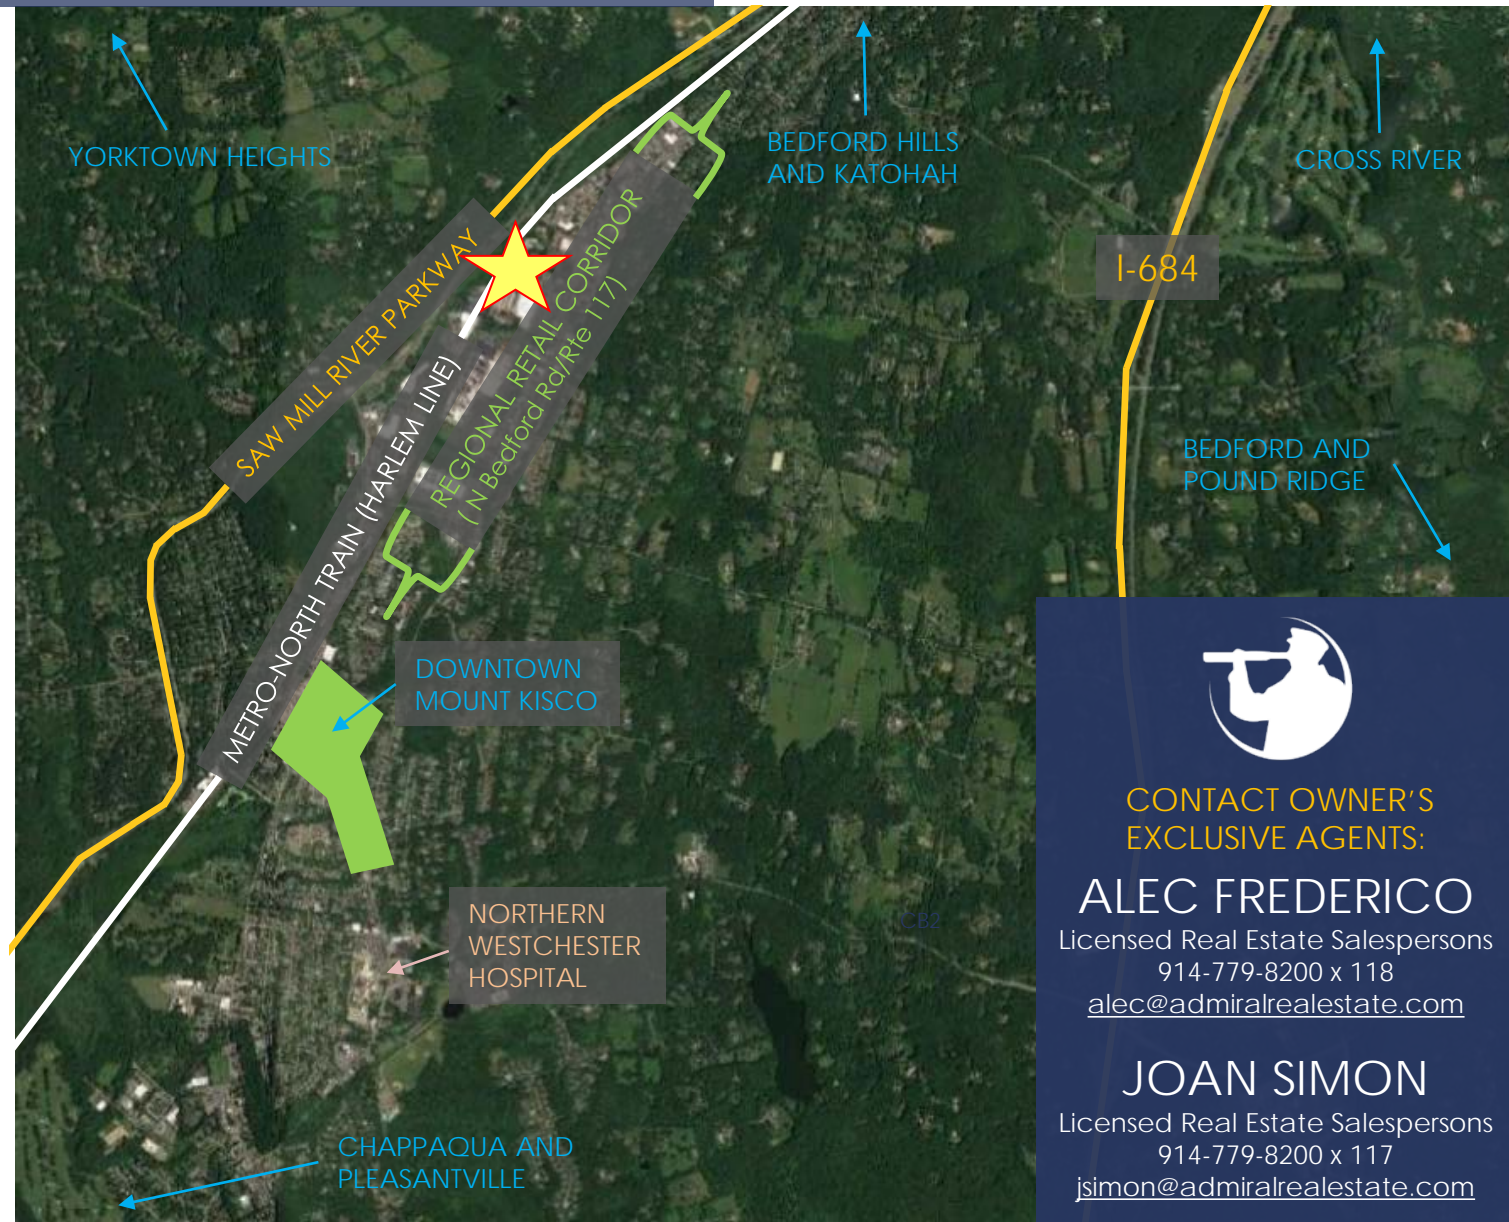 YORKTOWN HEIGHTS
BEDFORD HILLS
AND KATOHAH
CROSS RIVER
I-684
SAW MILL RIVER PARKWAY
METRO-NORTH TRAIN (HARLEM LINE)
REGIONAL RETAIL CORRIDOR
( N Bedford Rd/Rte 117)
BEDFORD AND
POUND RIDGE
DOWNTOWN
MOUNT KISCO
NORTHERN
WESTCHESTER
HOSPITAL
CB2
CHAPPAQUA AND
PLEASANTVILLE
CONTACT OWNER’S
EXCLUSIVE AGENTS:
ALEC FREDERICO
Licensed Real Estate Salespersons
914-779-8200 x 118
alec@admiralrealestate.com
JOAN SIMON
Licensed Real Estate Salespersons
914-779-8200 x 117
jsimon@admiralrealestate.com